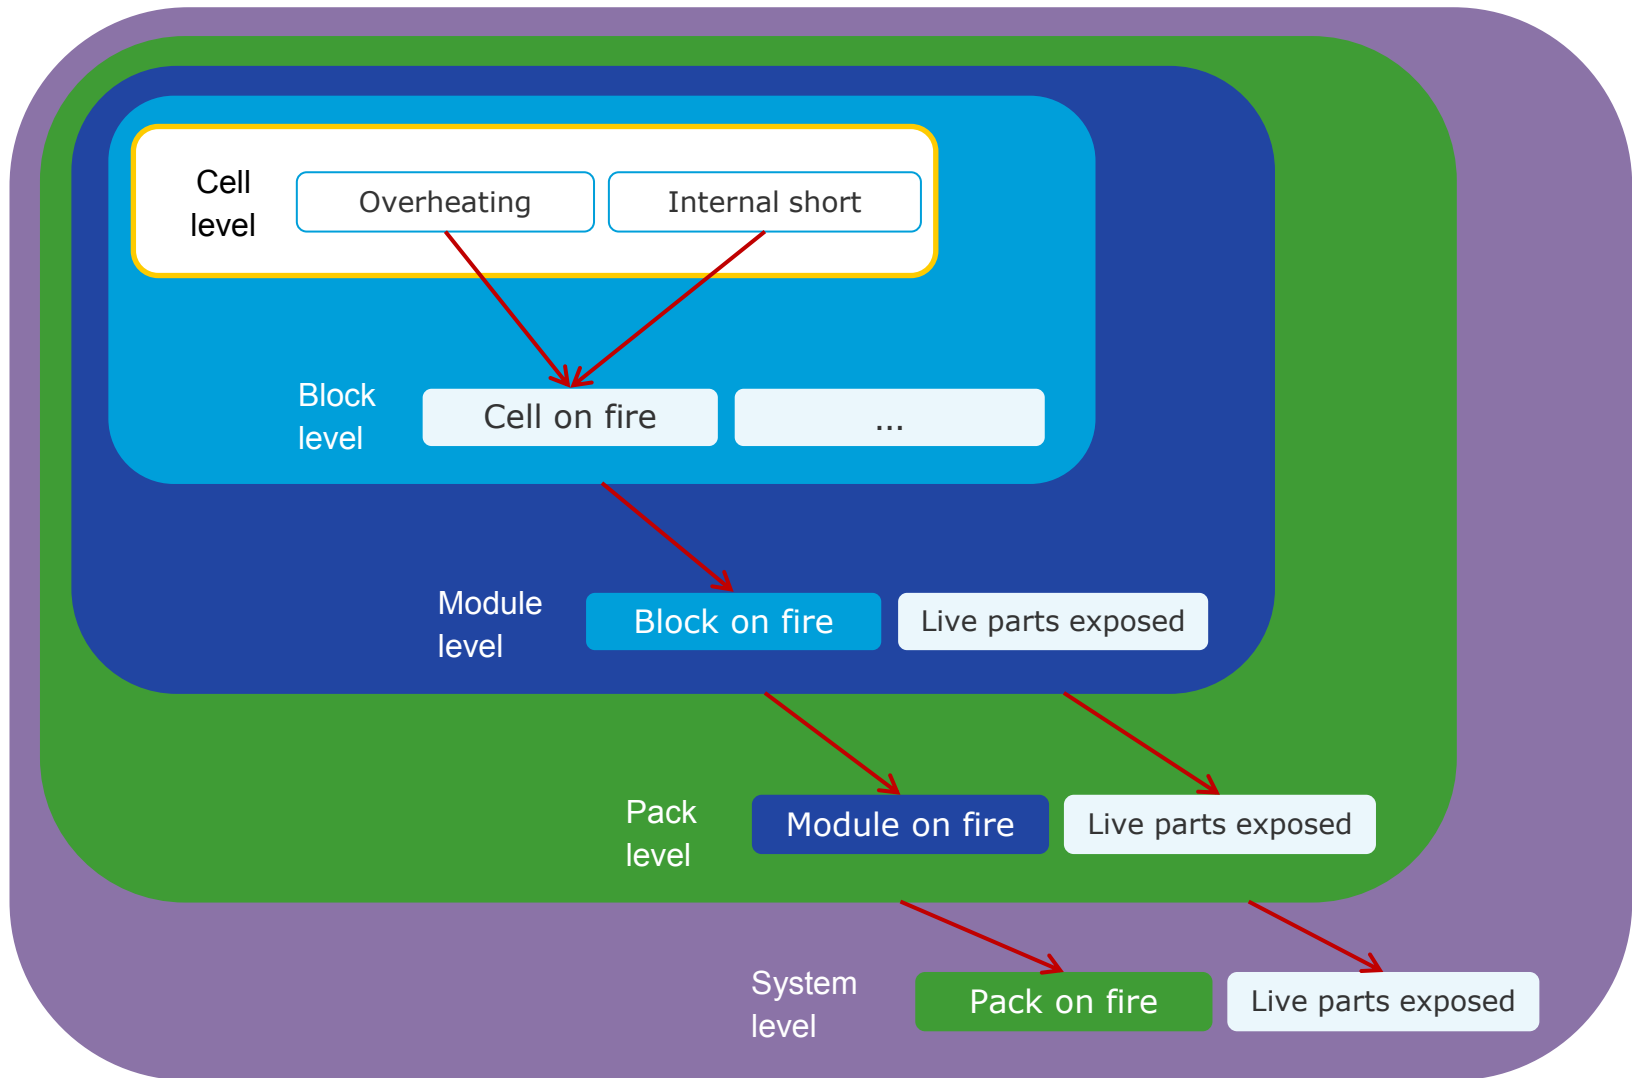 Cell
level
Overheating
Internal short
Block
level
Cell on fire
...
Module
level
Block on fire
Live parts exposed
Pack
level
Module on fire
Live parts exposed
System
level
Pack on fire
Live parts exposed